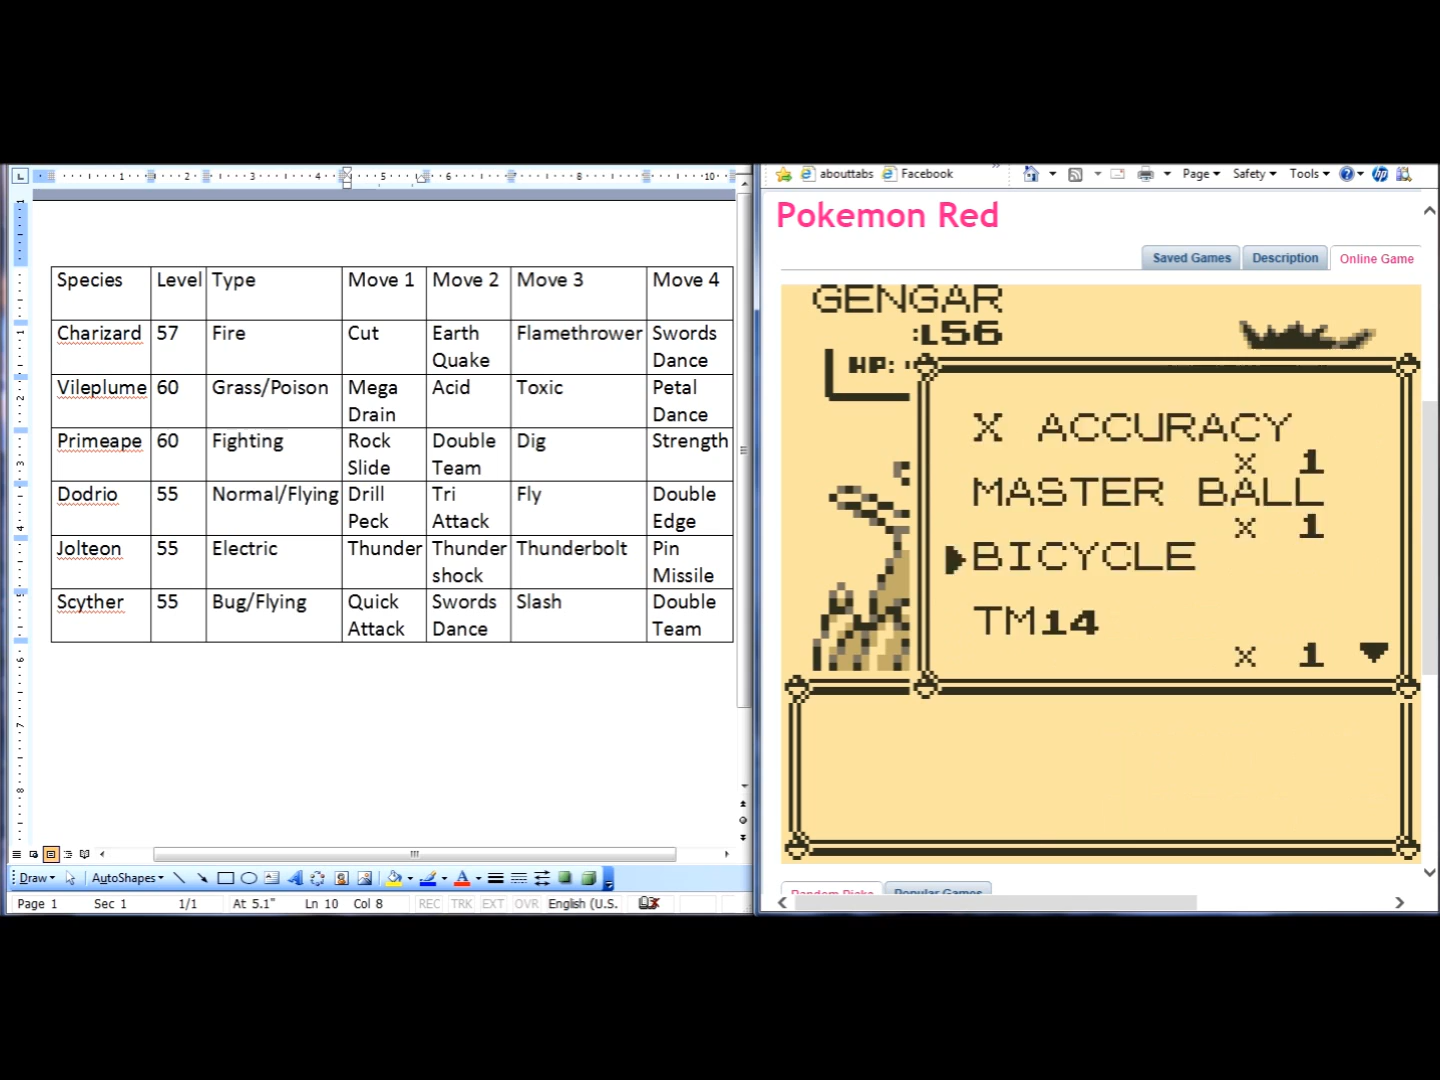 abouttabs Facebook Page Safety Tools
Pokemon Red
Saved Games Description Online Game
Species Level Type Move 1 Move 2 Move 3 Move 4
Charizard 57 Fire Cut Earth Quake Flamethrower Swords Dance
Vileplume 60 Grass/Poison Mega Drain Acid Toxic Petal Dance
Primeape 60 Fighting Rock Slide Double Team Dig Strength
Dodrio 55 Normal/Flying Drill Peck Tri Attack Fly Double Edge
Jolteon 55 Electric Thunder Thunder shock Thunderbolt Pin Missile
Scyther 55 Bug/Flying Quick Attack Swords Dance Slash Double Team
Draw AutoShapes
Page 1 Sec 1 1/1 At 5.1" Ln 10 Col 8 REC TRK EXT OVR English (U.S.
GENGAR
:L56
HP:
X ACCURACY
x 1
MASTER BALL
x 1
BICYCLE
TM14
x 1
Random Picks Popular Games